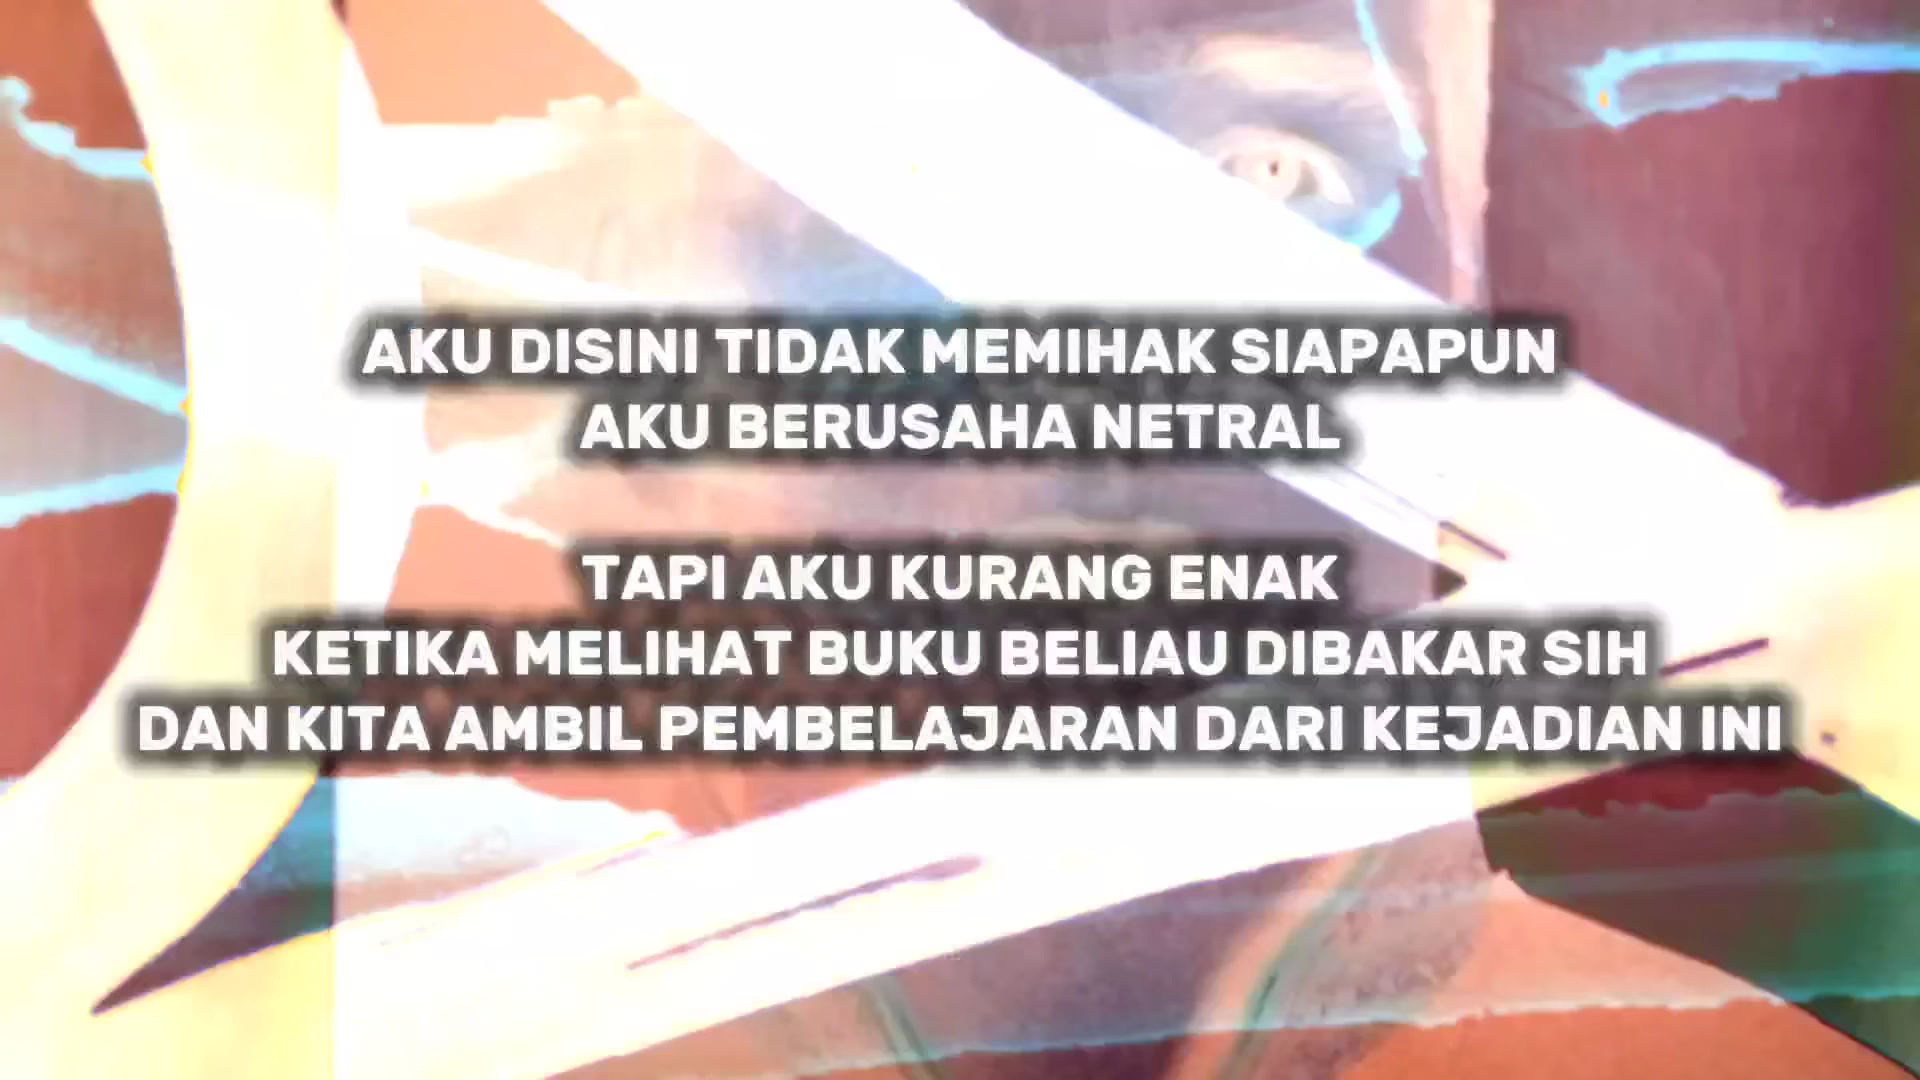 AKU DISINI TIDAK MEMIHAK SIAPAPUN
AKU BERUSAHA NETRAL
TAPI AKU KURANG ENAK
KETIKA MELIHAT BUKU BELIAU DIBAKAR SIH
DAN KITA AMBIL PEMBELAJARAN DARI KEJADIAN INI